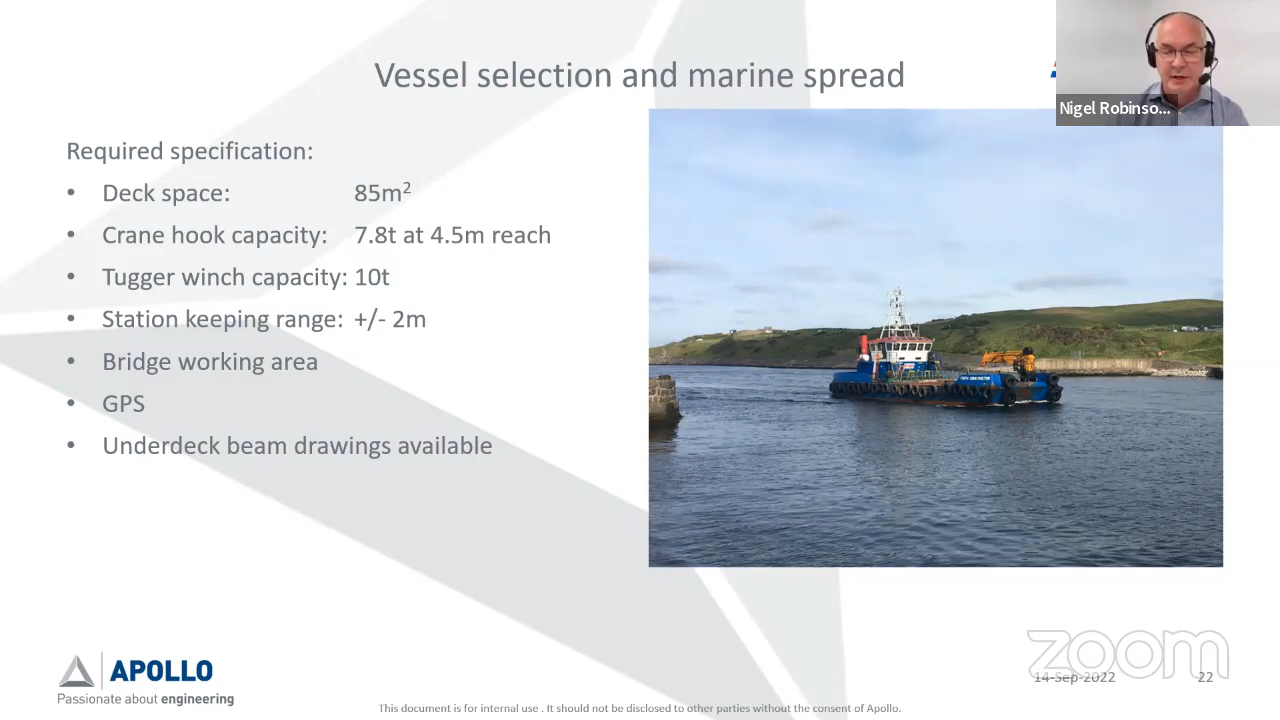 Vessel selection and marine spread
Nigel Robinso...
Required specification:
• Deck space: 85m²
• Crane hook capacity: 7.8t at 4.5m reach
• Tugger winch capacity: 10t
• Station keeping range: +/- 2m
• Bridge working area
• GPS
• Underdeck beam drawings available
APOLLO
Passionate about engineering
zoom
14-Sep-2022
22
This document is for internal use . It should not be disclosed to other parties without the consent of Apollo.